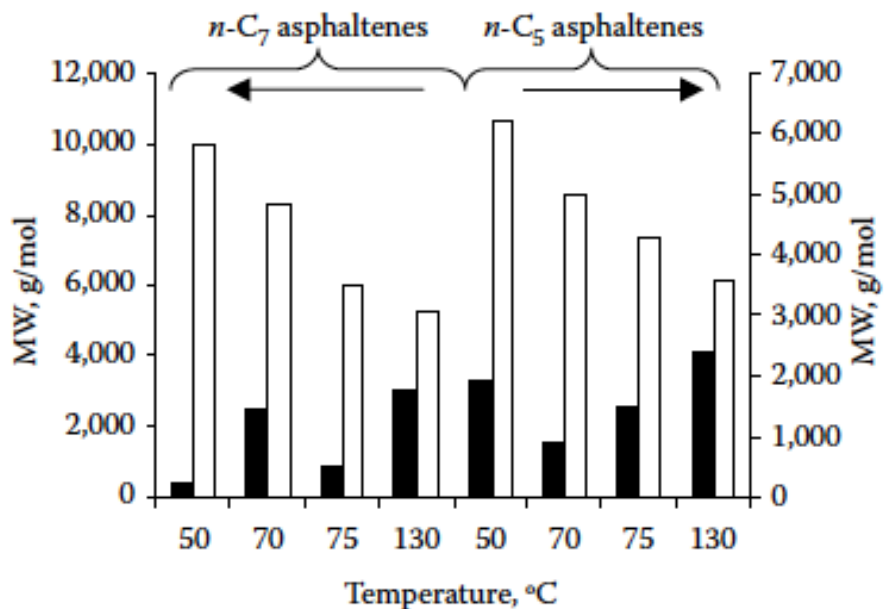 n-C7 asphaltenes n-C5 asphaltenes
12,000 7,000
10,000 6,000
8,000 5,000
6,000 4,000
4,000 3,000
2,000 2,000
0 1,000
0
MW, g/mol
MW, g/mol
50 70 75 130 50 70 75 130
Temperature, °C